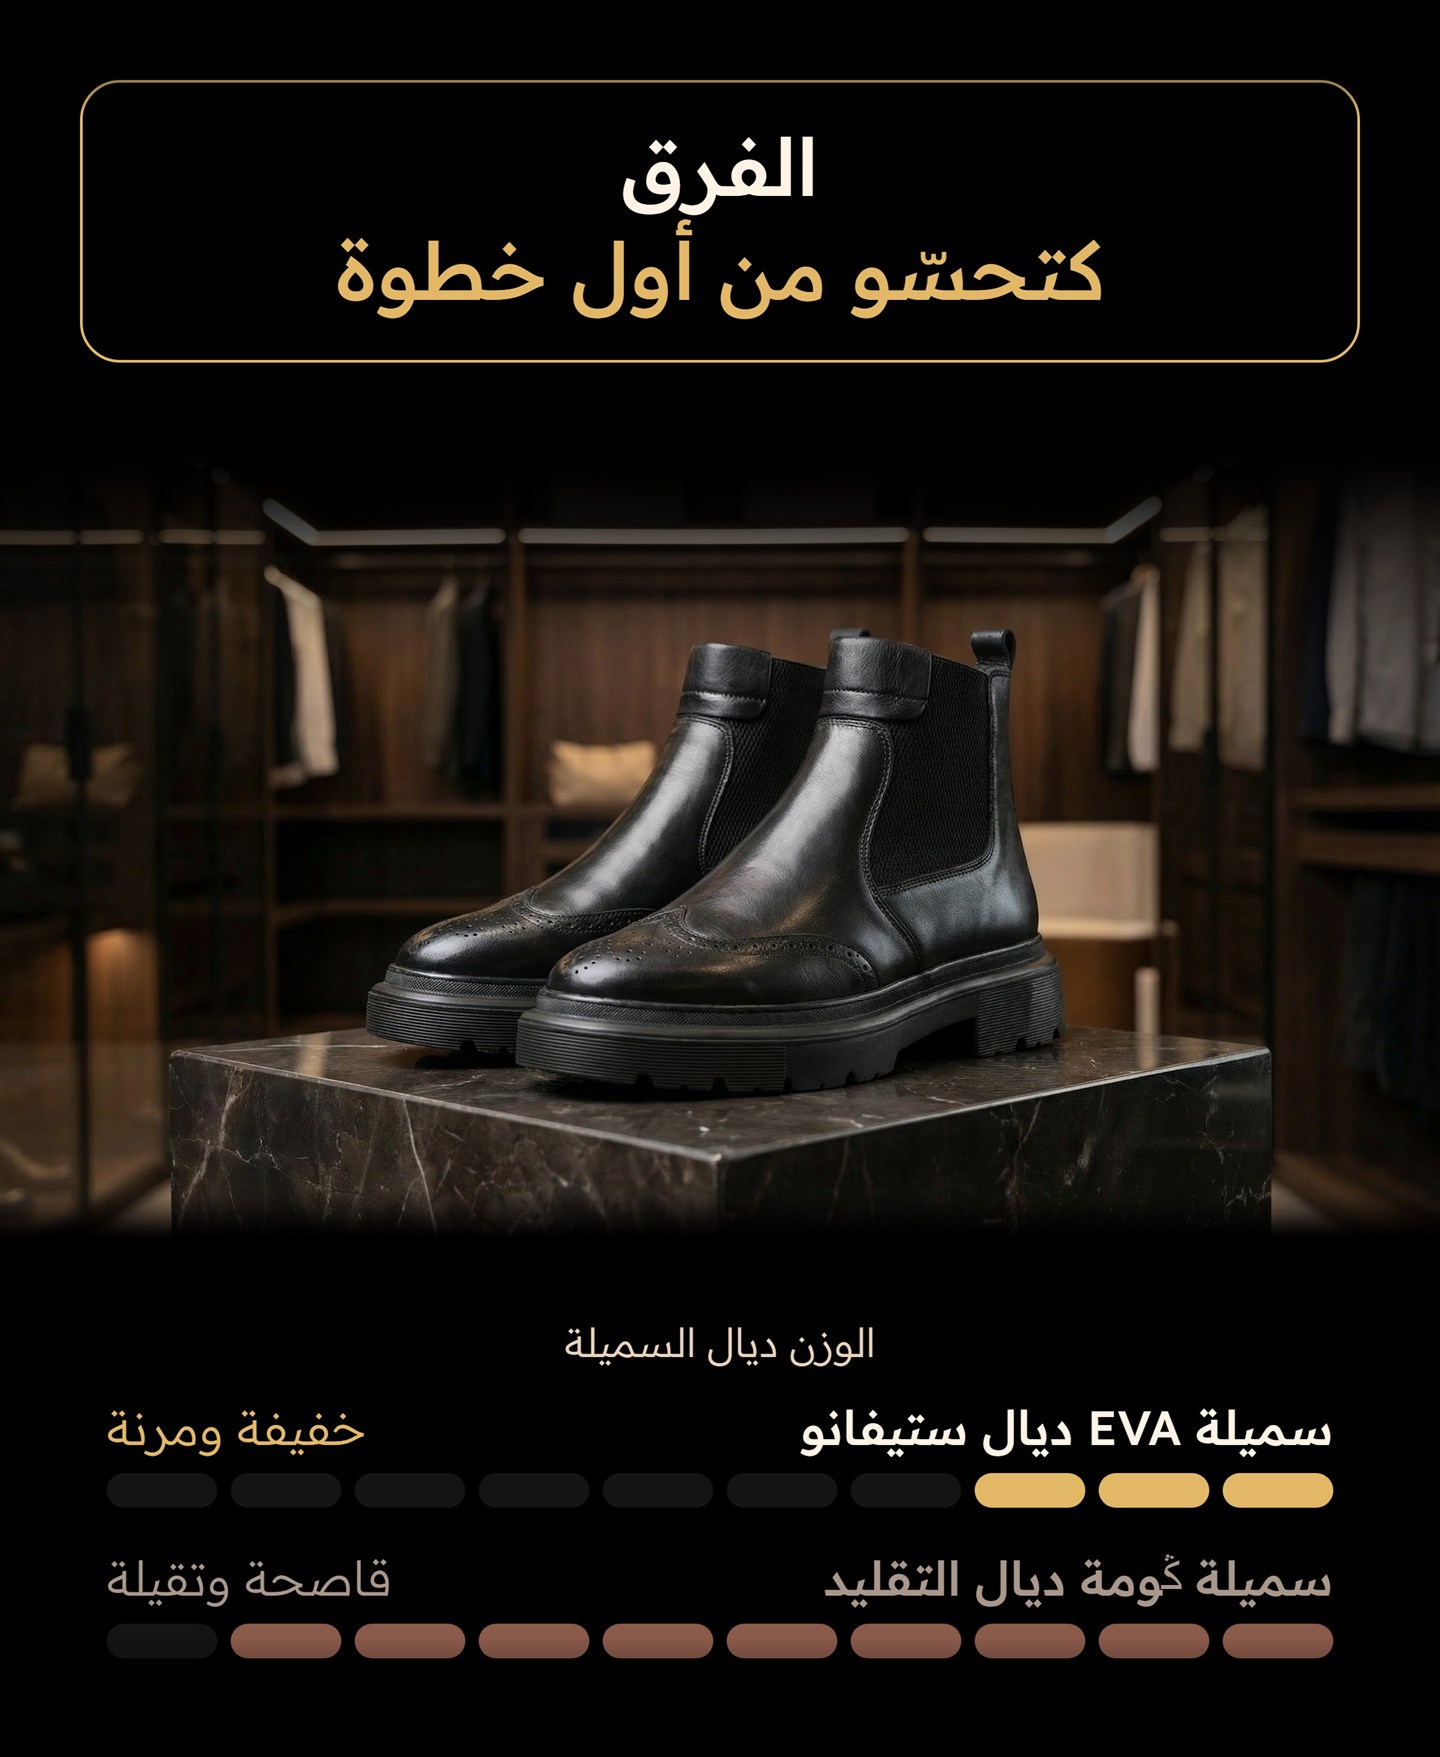 الفرق
كتحسّو من أول خطوة
الوزن ديال السميلة
سميلة EVA ديال ستيفانو
خفيفة ومرنة
سميلة ݣومة ديال التقليد
قاصحة وتقيلة